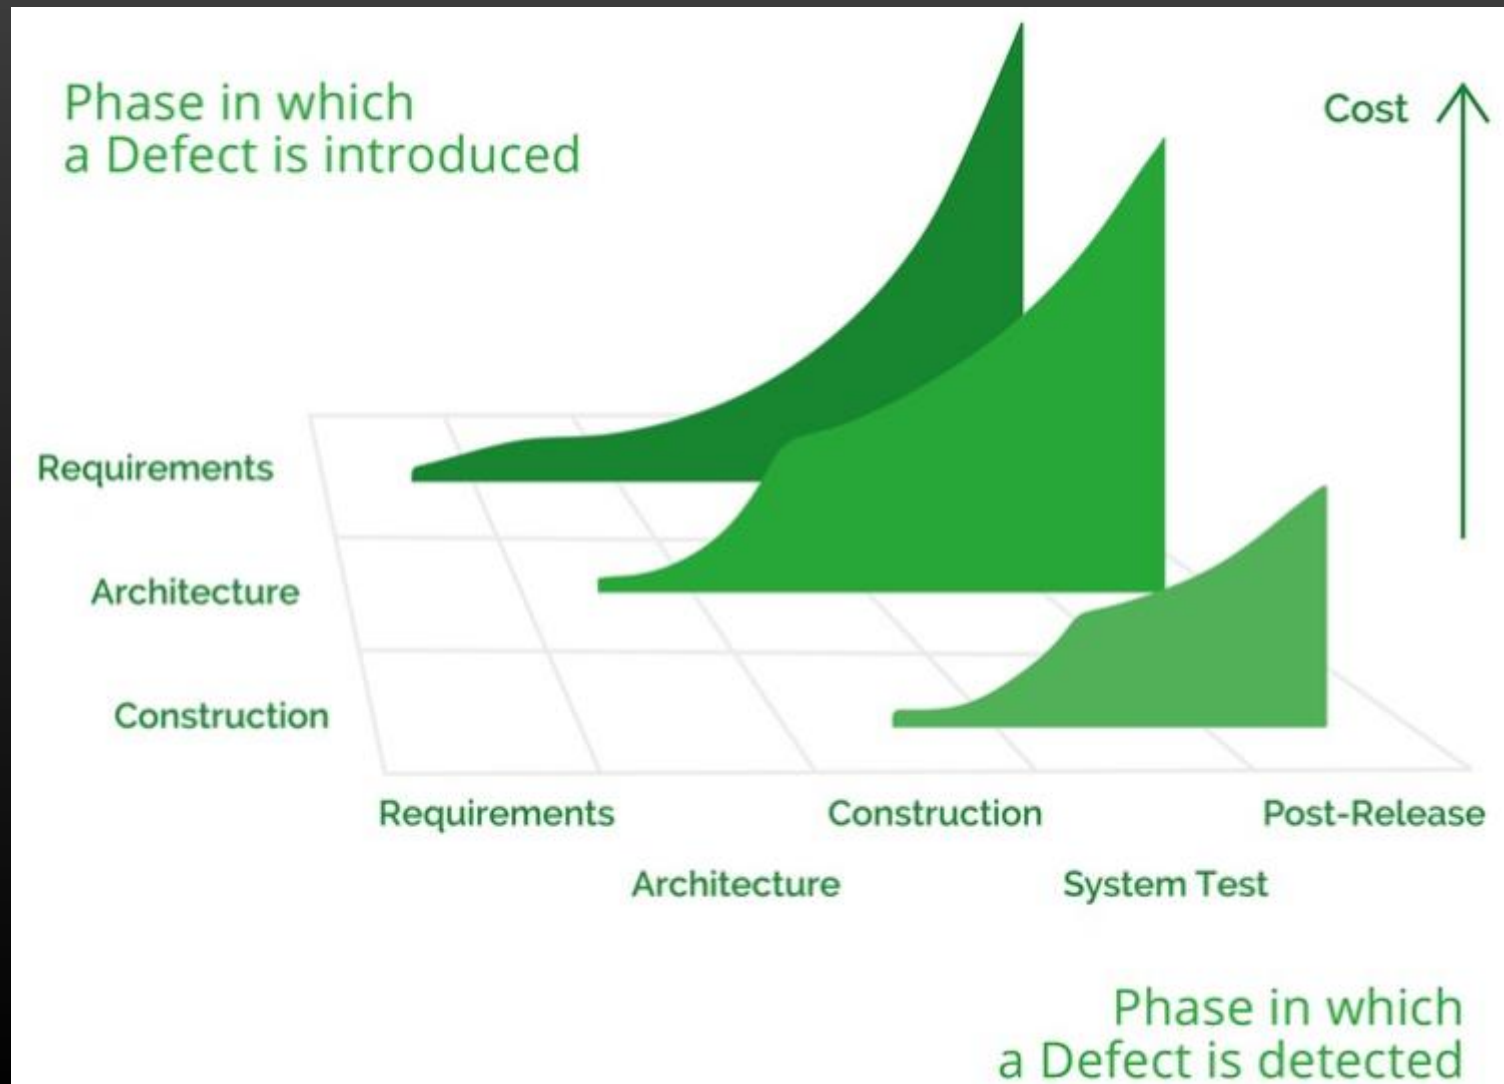 Phase in which
a Defect is introduced
Cost
Requirements
Architecture
Construction
Requirements
Construction
Post-Release
Architecture
System Test
Phase in which
a Defect is detected